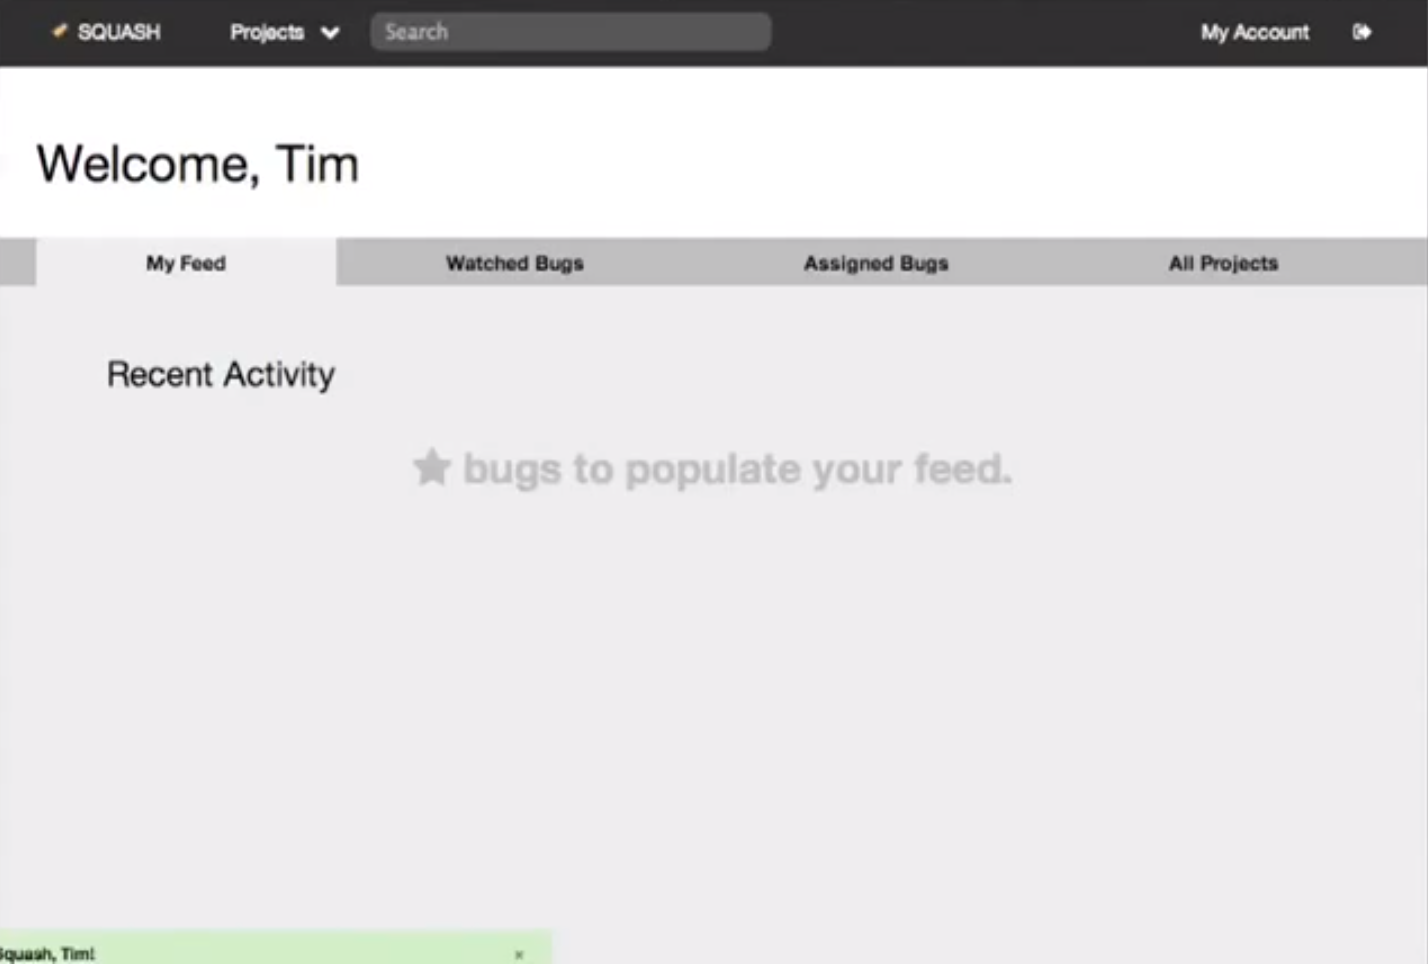 SQUASH Projects Search My Account
Welcome, Tim
My Feed Watched Bugs Assigned Bugs All Projects
Recent Activity
★ bugs to populate your feed.
Squash, Tim! ×